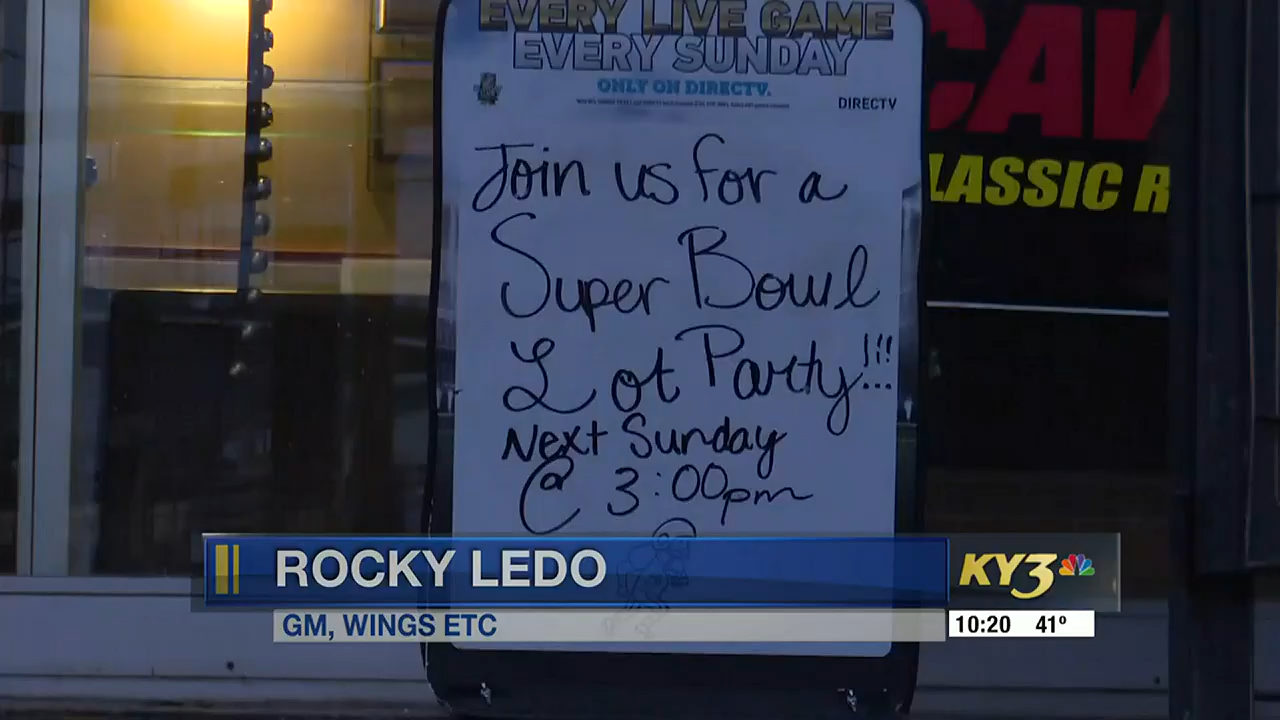 EVERY LIVE GAME
EVERY SUNDAY
ONLY ON DIRECTV.
DIRECTV
CAV
LASSIC R
Join us for a
Super Bowl
Lot Party!!!
Next Sunday
@ 3:00pm
ROCKY LEDO
GM, WINGS ETC
KY3
10:20 41°